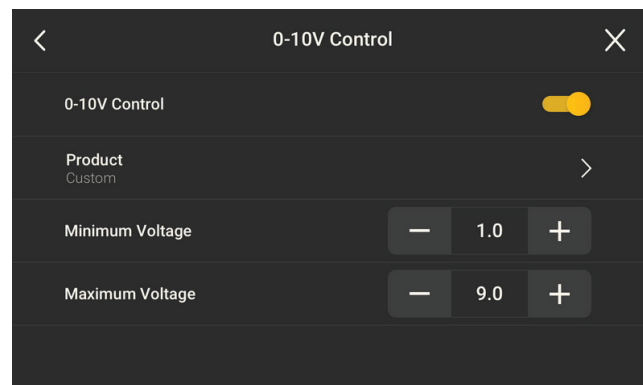 0-10V Control
0-10V Control
Product
Custom
Minimum Voltage
1.0
Maximum Voltage
9.0